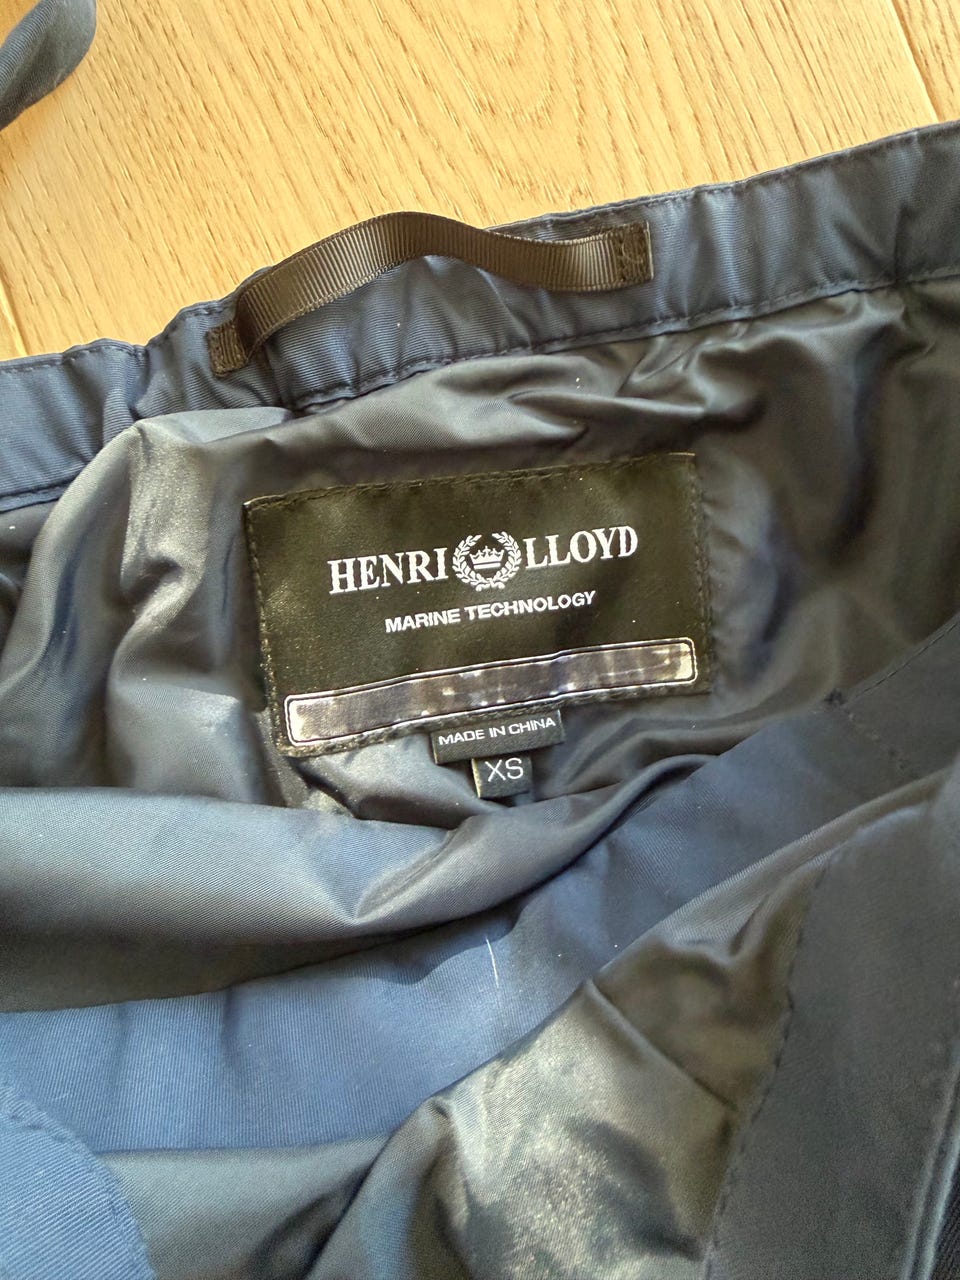 HENRI LLOYD
MARINE TECHNOLOGY
MADE IN CHINA
XS